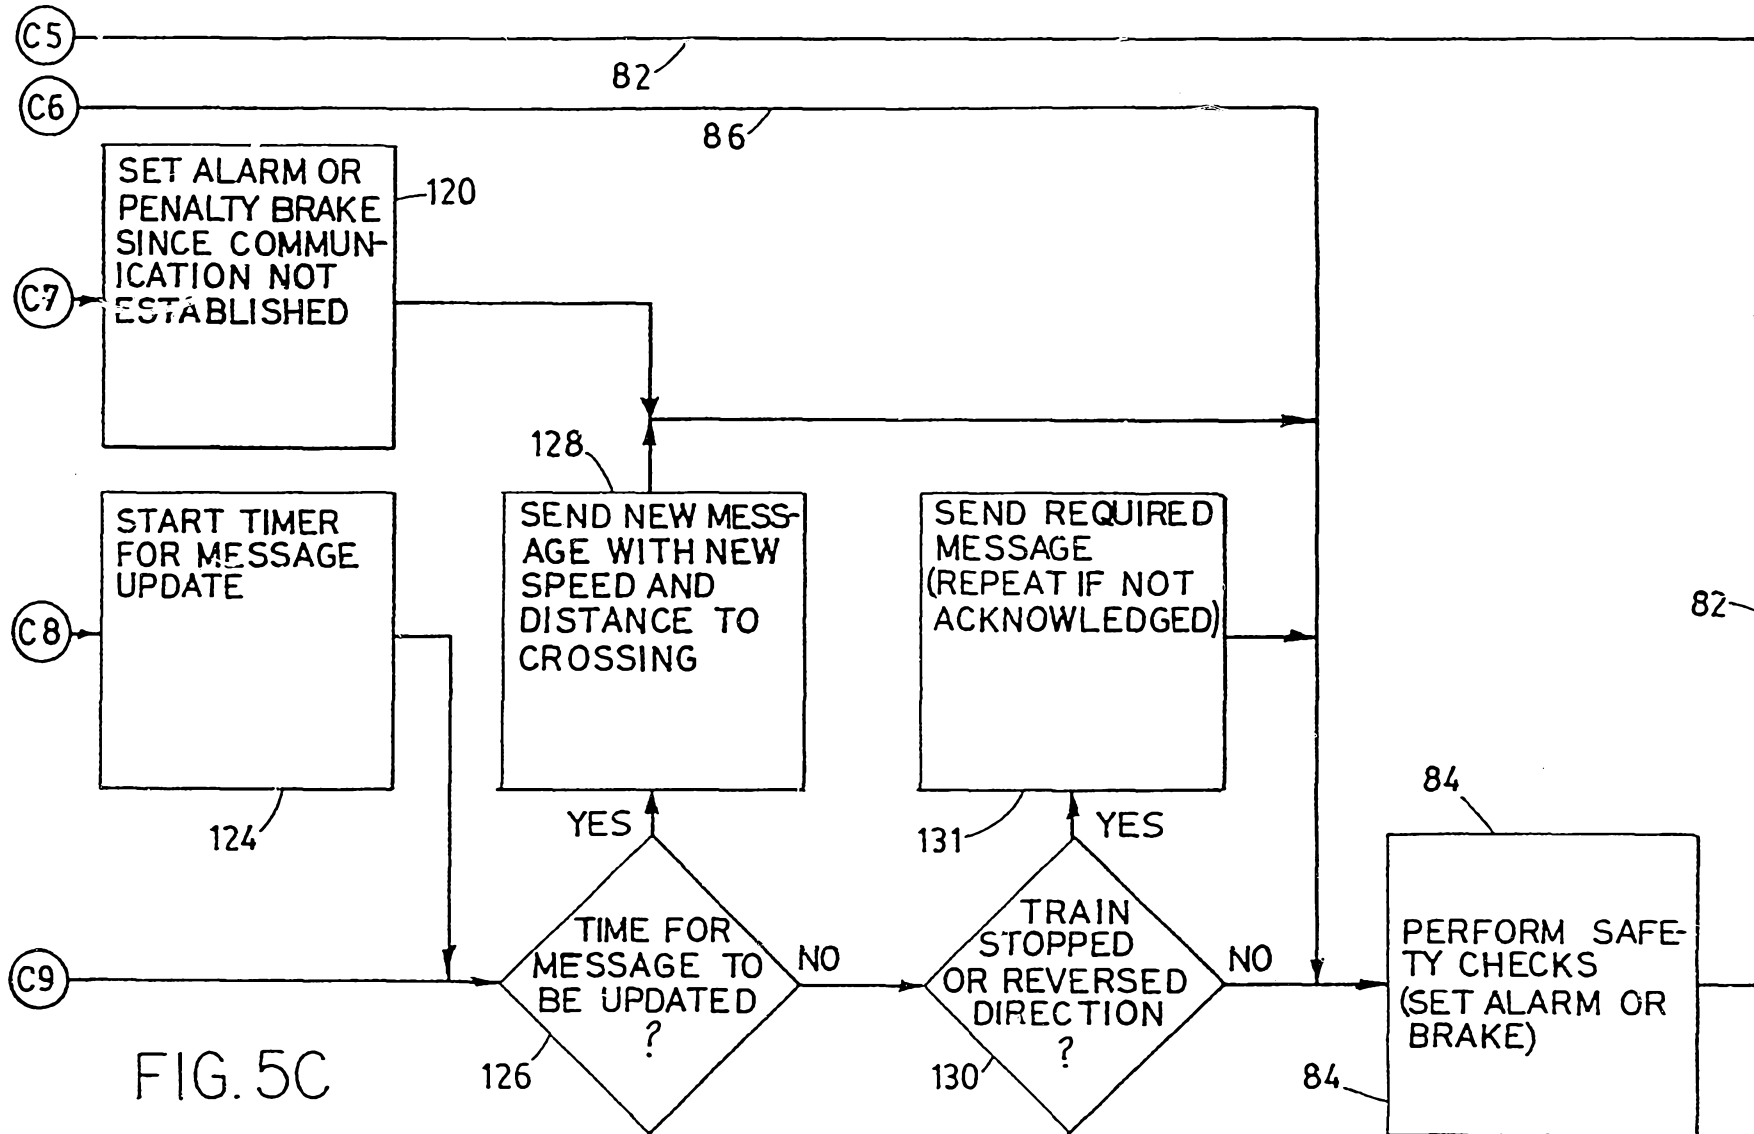 C5
82
C6
86
SET ALARM OR
PENALTY BRAKE
SINCE COMMUN-
ICATION NOT
ESTABLISHED
120
C7
128
START TIMER
FOR MESSAGE
UPDATE
SEND NEW MESS-
AGE WITH NEW
SPEED AND
DISTANCE TO
CROSSING
SEND REQUIRED
MESSAGE
(REPEAT IF NOT
ACKNOWLEDGED)
C8
82
124
YES
131
YES
84
TIME FOR
MESSAGE TO
BE UPDATED
?
NO
TRAIN
STOPPED
OR REVERSED
DIRECTION
?
NO
PERFORM SAFE-
TY CHECKS
(SET ALARM OR
BRAKE)
C9
126
130
84
FIG. 5C